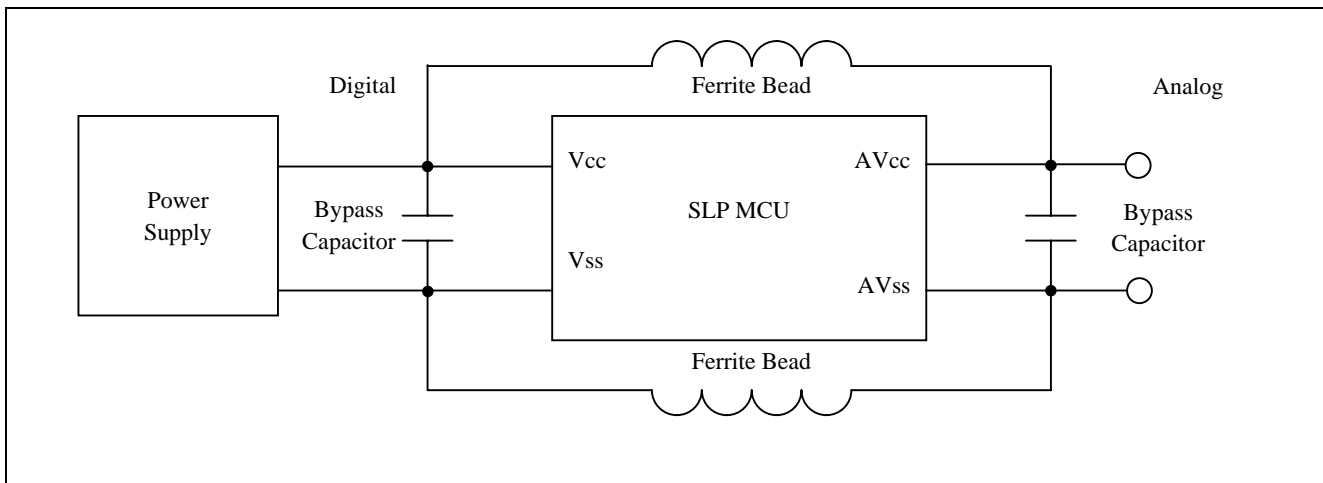 Digital
Ferrite Bead
Analog
Power
Supply
Bypass
Capacitor
Vcc
Vss
SLP MCU
AVcc
AVss
Bypass
Capacitor
Ferrite Bead